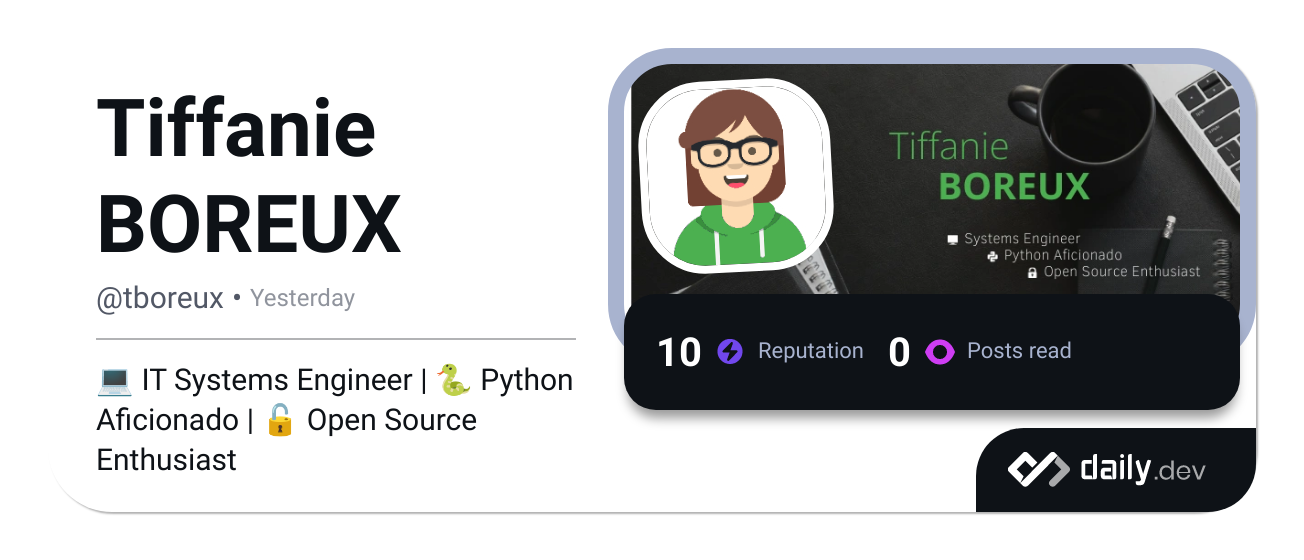 Tiffanie
BOREUX
@tboreux • Yesterday
💻 IT Systems Engineer | 🐍 Python
Aficionado | 🔓 Open Source
Enthusiast
Tiffanie
BOREUX
Systems Engineer
Python Aficionado
Open Source Enthusiast
10 Reputation 0 Posts read
daily.dev